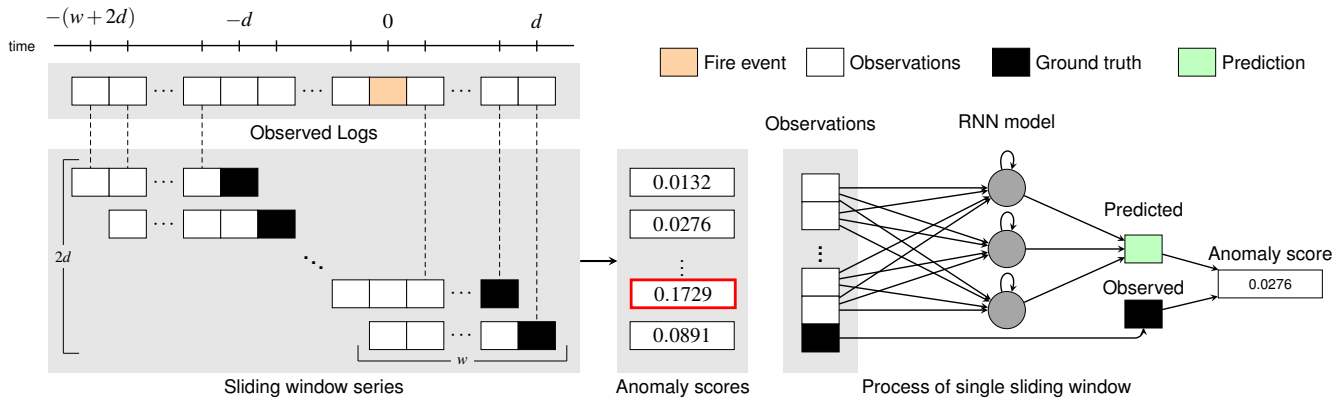 −(w+2d) −d 0 d
time
Fire event Observations Ground truth Prediction
··· ··· ···
Observed Logs
Observations RNN model
2d
···
0.0132
···
0.0276
Predicted
⋱
⋮
⋮
Anomaly score
···
0.1729
Observed
0.0276
···
0.0891
w
Sliding window series Anomaly scores Process of single sliding window